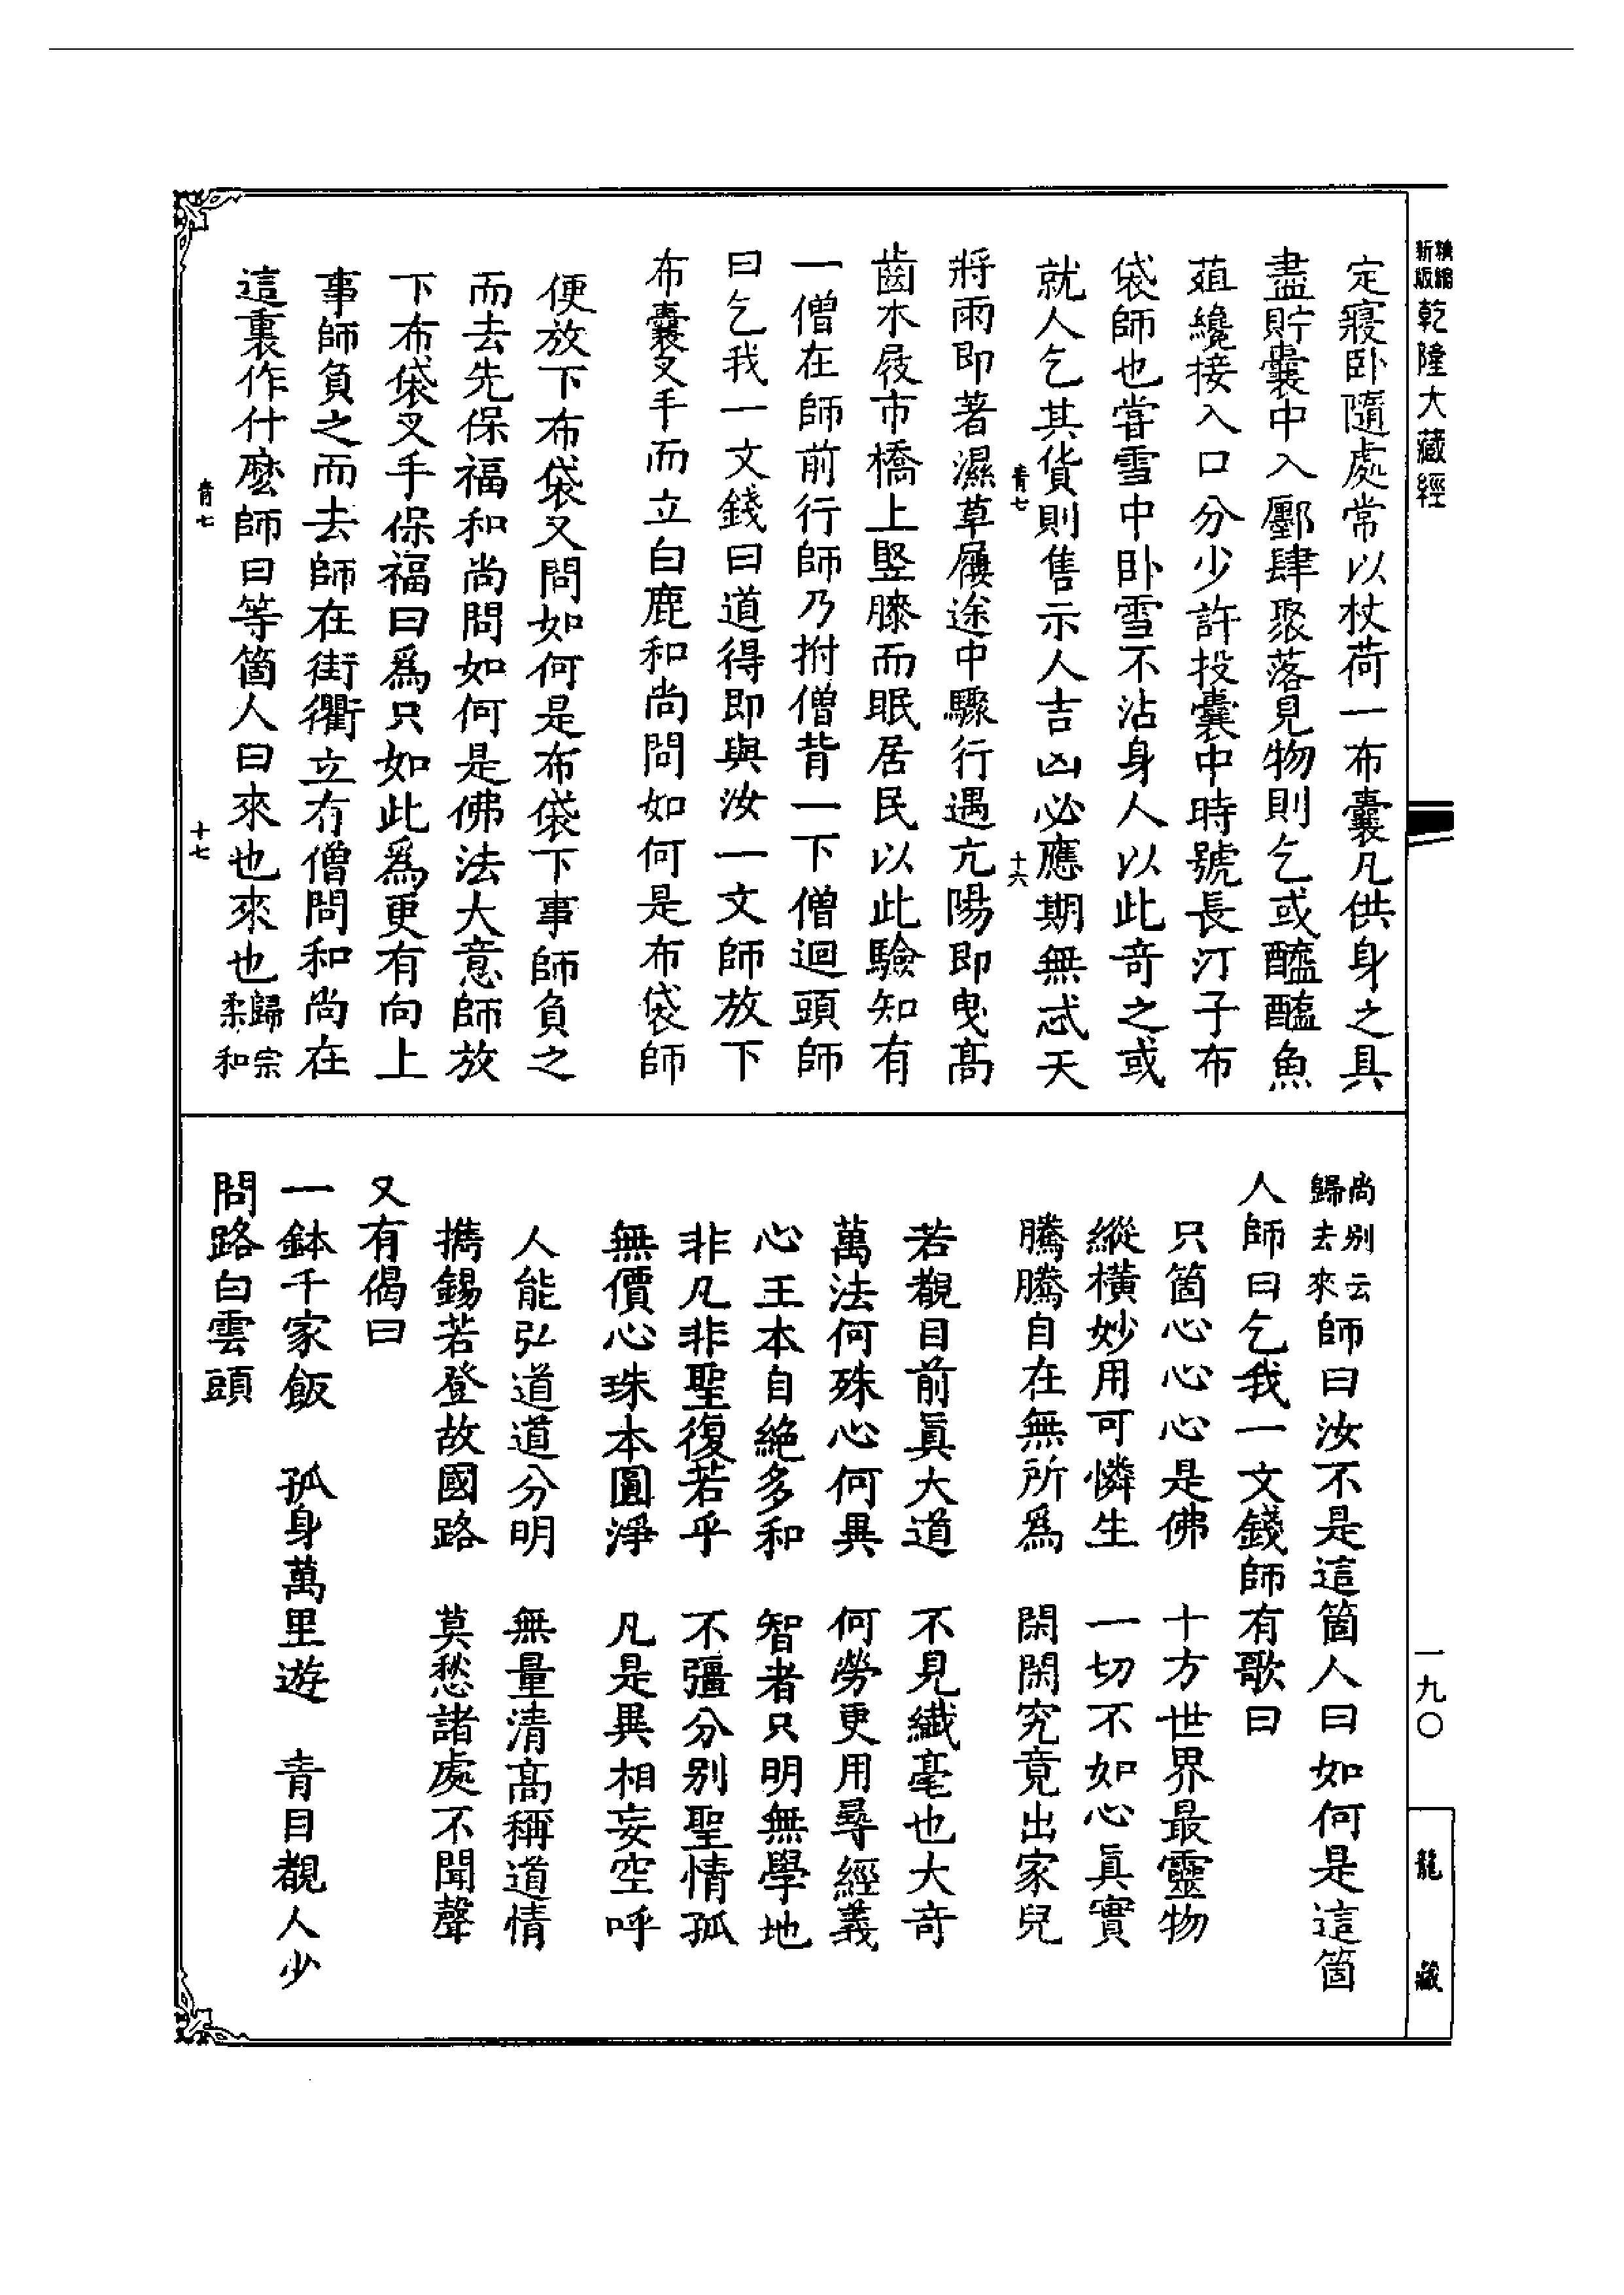 精縮新版乾隆大藏經
定寢卧隨處常以杖荷一布囊凡供身之具
盡貯囊中入鄽肆聚落見物則乞或醯醢魚
葅纔接入口分少許投囊中時號長汀子布
袋師也甞雪中卧雪不沾身人以此奇之或
就人乞其貨則售示人吉凶必應期無忒天
青七 十六
將雨即著濕草屨途中驟行遇亢陽即曳高
齒木屐市橋上竪膝而眠居民以此驗知有
一僧在師前行師乃拊僧背一下僧迴頭師
曰乞我一文錢曰道得即與汝一文師放下
布囊叉手而立白鹿和尚問如何是布袋師
便放下布袋又問如何是布袋下事師負之
而去先保福和尚問如何是佛法大意師放
下布袋叉手保福曰爲只如此爲更有向上
事師負之而去師在街衢立有僧問和尚在
這裏作什麽師曰等箇人曰來也來也歸宗柔和
青七 十七
尚別云歸去來師曰汝不是這箇人曰如何是這箇
人師曰乞我一文錢師有歌曰
只箇心心心是佛 十方世界最靈物
縱橫妙用可憐生 一切不如心眞實
騰騰自在無所爲 閑閑究竟出家兒
若覩目前眞大道 不見纎毫也大奇
萬法何殊心何異 何勞更用尋經義
心王本自絶多知 智者只明無學地
非凡非聖復若乎 不彊分別聖情孤
無價心珠本圓淨 凡是異相妄空呼
人能弘道道分明 無量清高稱道情
携錫若登故國路 莫愁諸處不聞聲
又有偈曰
一鉢千家飯 孤身萬里遊 青目覩人少
問路白雲頭
一九〇
龍藏